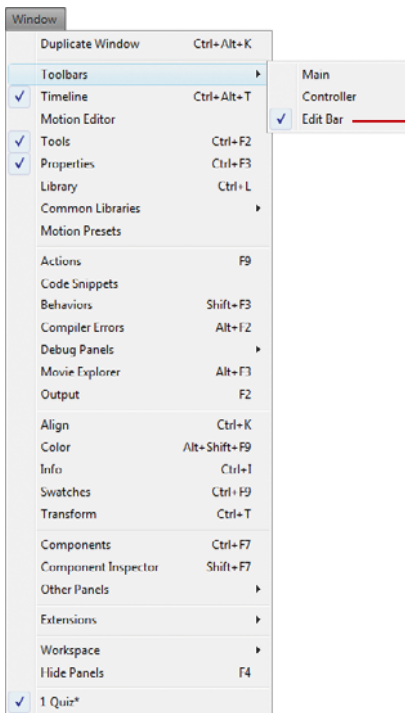 Window
Duplicate Window Ctrl+Alt+K
Toolbars
Main
Controller
Edit Bar
Timeline Ctrl+Alt+T
Motion Editor
Tools Ctrl+F2
Properties Ctrl+F3
Library Ctrl+L
Common Libraries
Motion Presets
Actions F9
Code Snippets
Behaviors Shift+F3
Compiler Errors Alt+F2
Debug Panels
Movie Explorer Alt+F3
Output F2
Align Ctrl+K
Color Alt+Shift+F9
Info Ctrl+I
Swatches Ctrl+F9
Transform Ctrl+T
Components Ctrl+F7
Component Inspector Shift+F7
Other Panels
Extensions
Workspace
Hide Panels F4
1 Quiz*